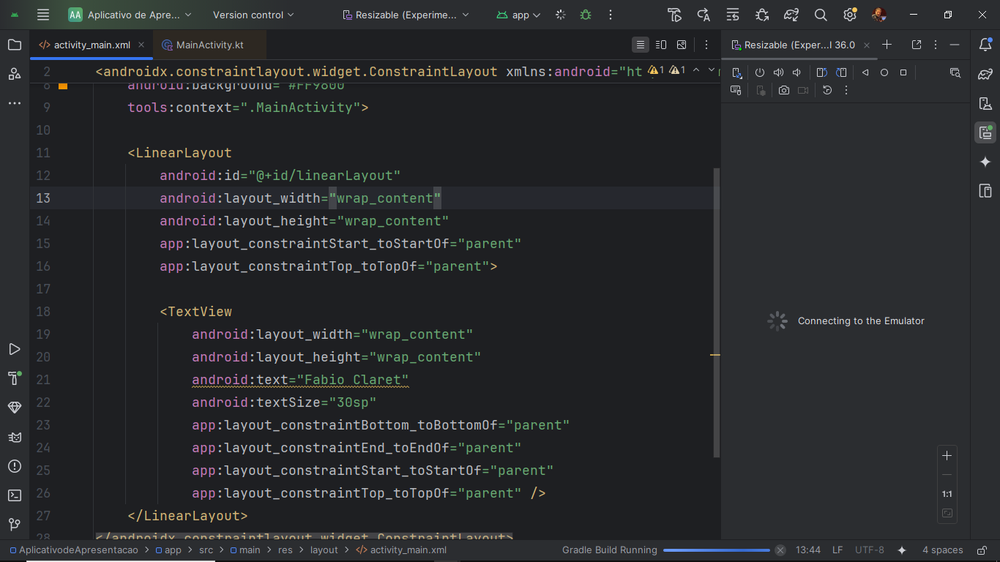 AA Aplicativo de Apre... Version control Resizable (Experime... app
activity_main.xml MainActivity.kt Resizable (Exper...I 36.0
2 <androidx.constraintlayout.widget.ConstraintLayout xmlns:android="ht 1 1
8 android:background="#FF9800"
9 tools:context=".MainActivity">
10
11 <LinearLayout
12 android:id="@+id/linearLayout"
13 android:layout_width="wrap_content"
14 android:layout_height="wrap_content"
15 app:layout_constraintStart_toStartOf="parent"
16 app:layout_constraintTop_toTopOf="parent">
17
18 <TextView
19 android:layout_width="wrap_content"
20 android:layout_height="wrap_content"
21 android:text="Fabio Claret"
22 android:textSize="30sp"
23 app:layout_constraintBottom_toBottomOf="parent"
24 app:layout_constraintEnd_toEndOf="parent"
25 app:layout_constraintStart_toStartOf="parent"
26 app:layout_constraintTop_toTopOf="parent" />
27 </LinearLayout>
28 </androidx.constraintlayout.widget.ConstraintLayout>
Connecting to the Emulator
1:1
AplicativodeApresentacao > app > src > main > res > layout > activity_main.xml Gradle Build Running 13:44 LF UTF-8 4 spaces